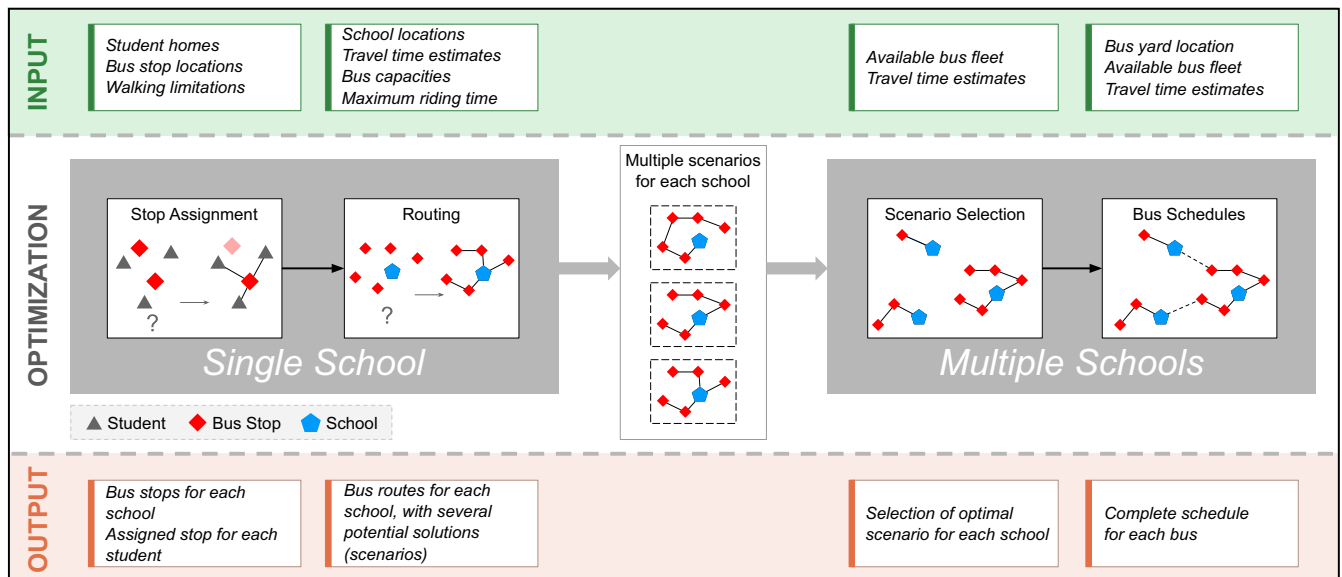 INPUT
Student homes
Bus stop locations
Walking limitations
School locations
Travel time estimates
Bus capacities
Maximum riding time
Available bus fleet
Travel time estimates
Bus yard location
Available bus fleet
Travel time estimates
OPTIMIZATION
Stop Assignment
?
Routing
?
Single School
Multiple scenarios
for each school
Scenario Selection
Bus Schedules
Multiple Schools
Student
Bus Stop
School
OUTPUT
Bus stops for each
school
Assigned stop for each
student
Bus routes for each
school, with several
potential solutions
(scenarios)
Selection of optimal
scenario for each school
Complete schedule
for each bus